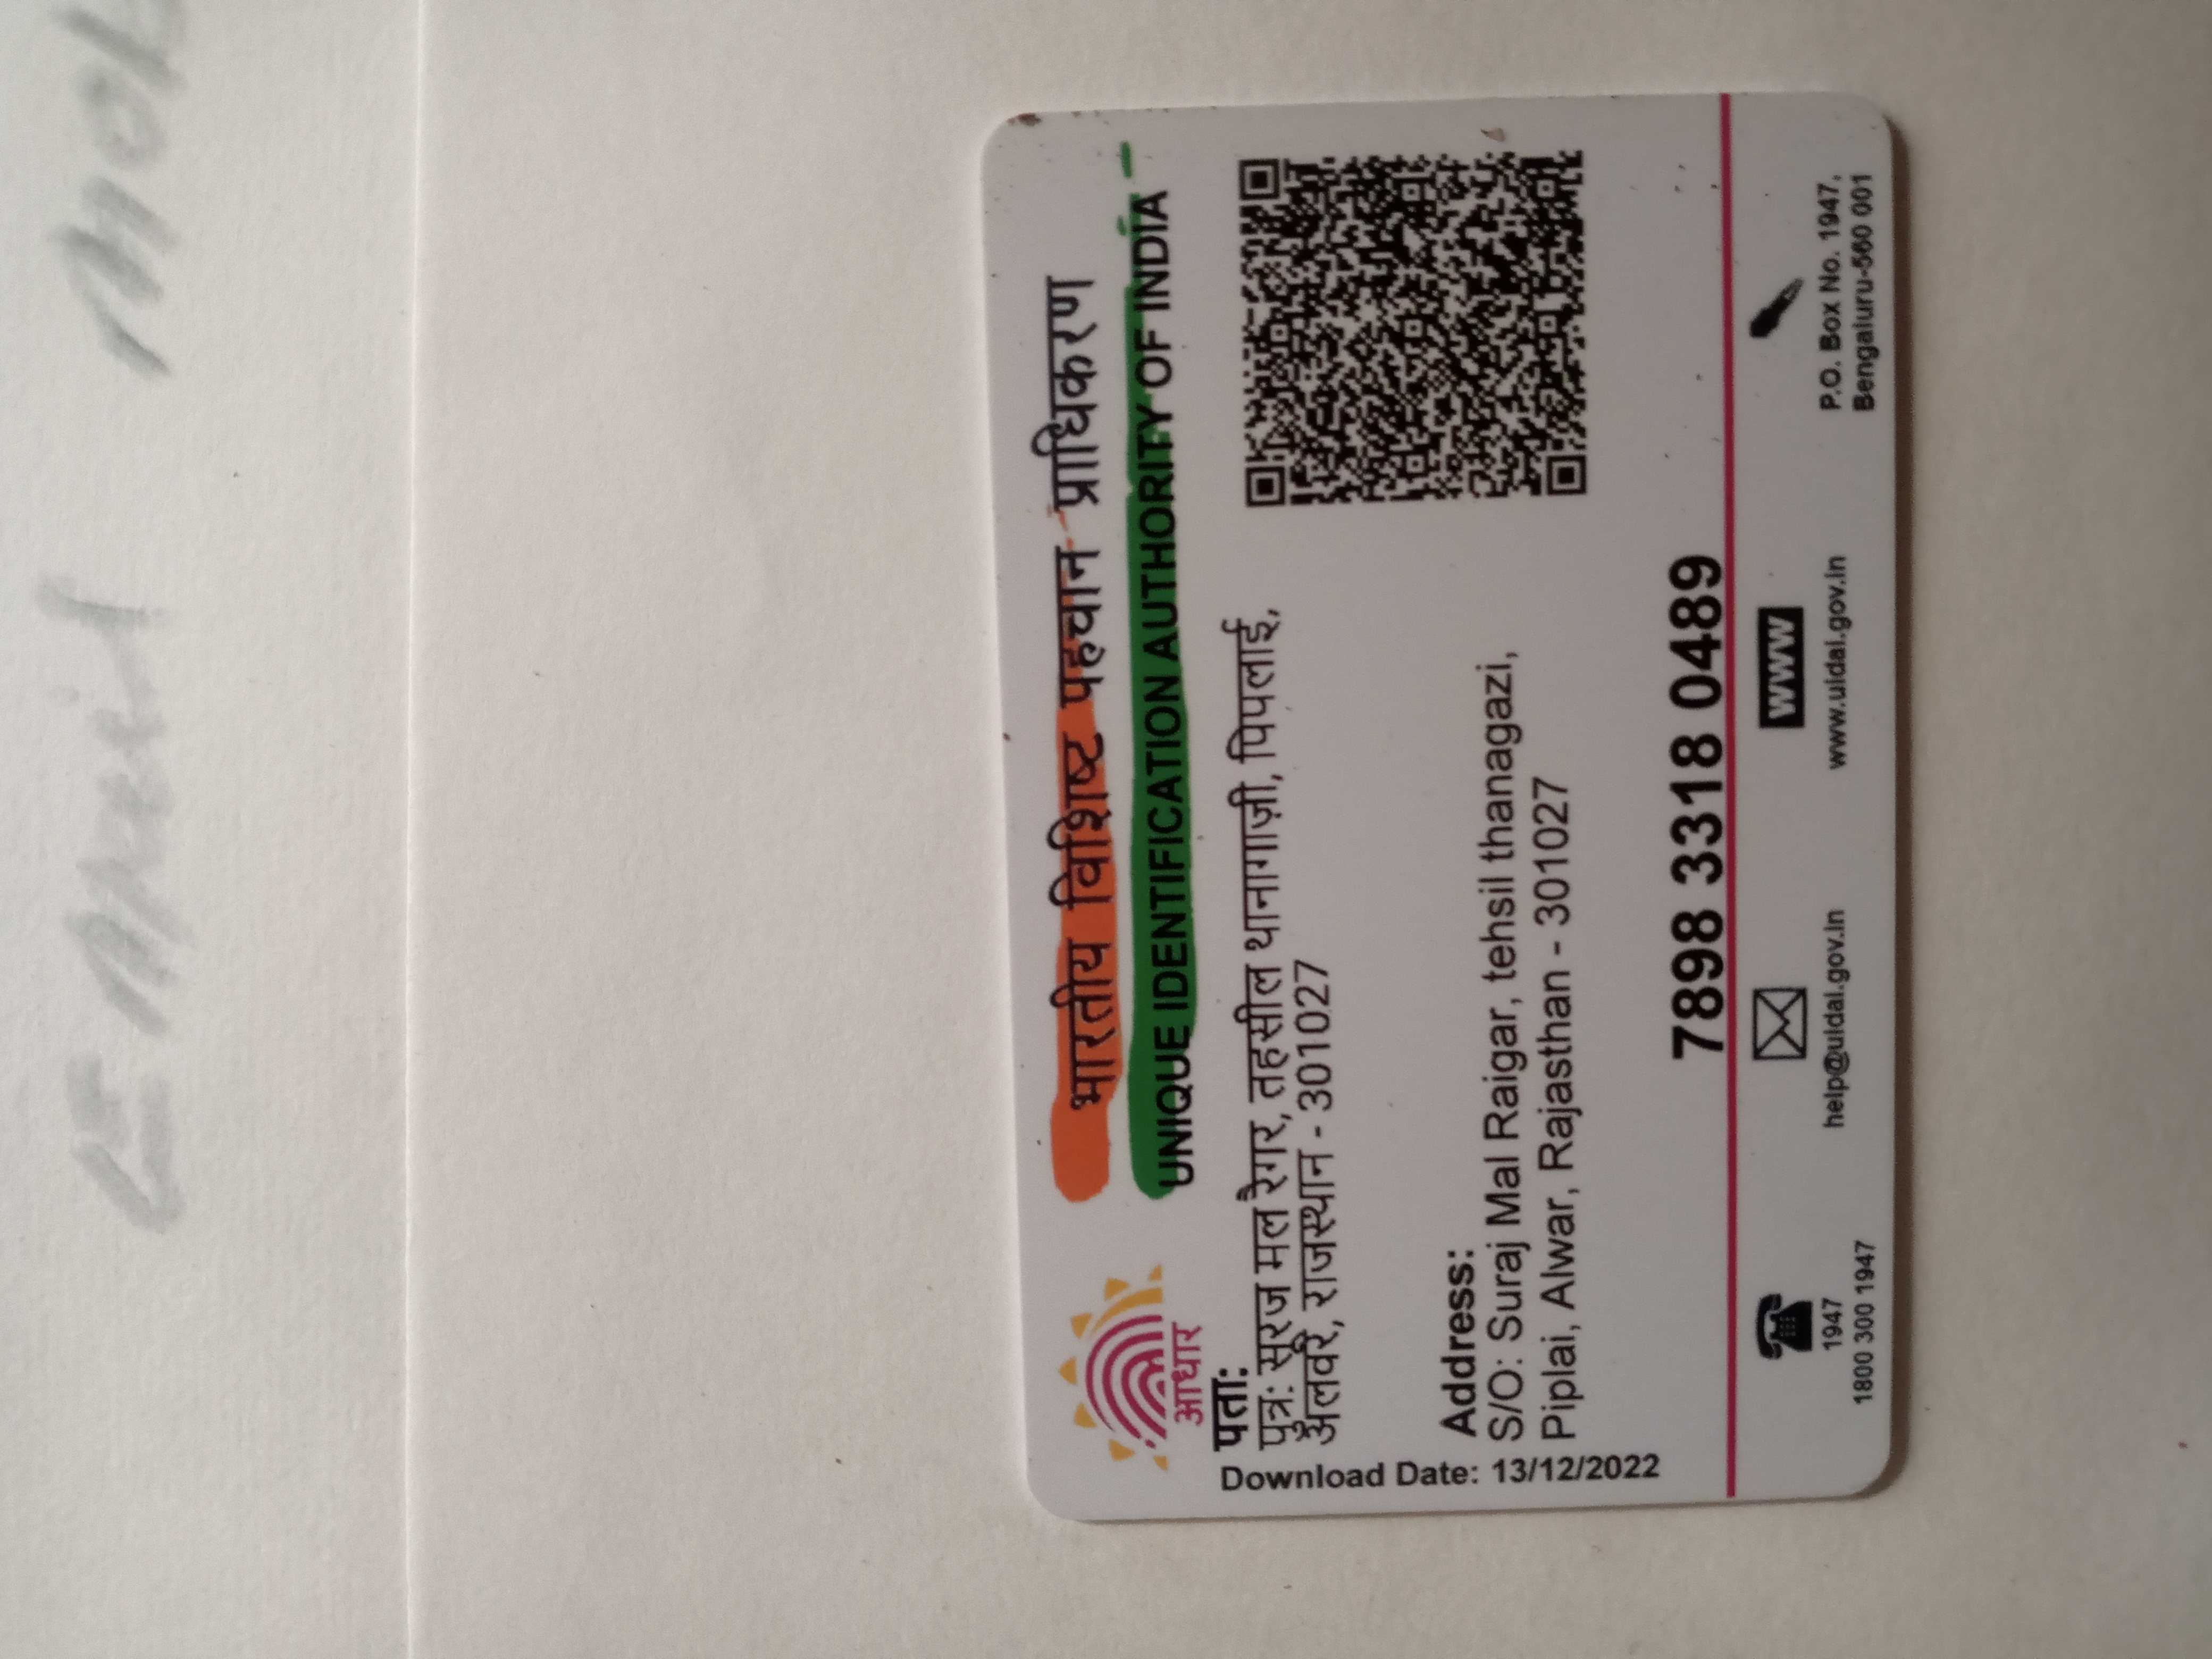 भारतीय विशिष्ट पहचान प्राधिकरण
UNIQUE IDENTIFICATION AUTHORITY OF INDIA
आधार
पता:
पुत्र: सूरज मल रैगर, तहसील थानागाज़ी, पिपलाई,
अलवर, राजस्थान - 301027
Address:
S/O: Suraj Mal Raigar, tehsil thanagazi,
Piplai, Alwar, Rajasthan - 301027
Download Date: 13/12/2022
7898 3318 0489
1947
1800 300 1947
help@uidai.gov.in
WWW
www.uidai.gov.in
P.O. Box No. 1947,
Bengaluru-560 001